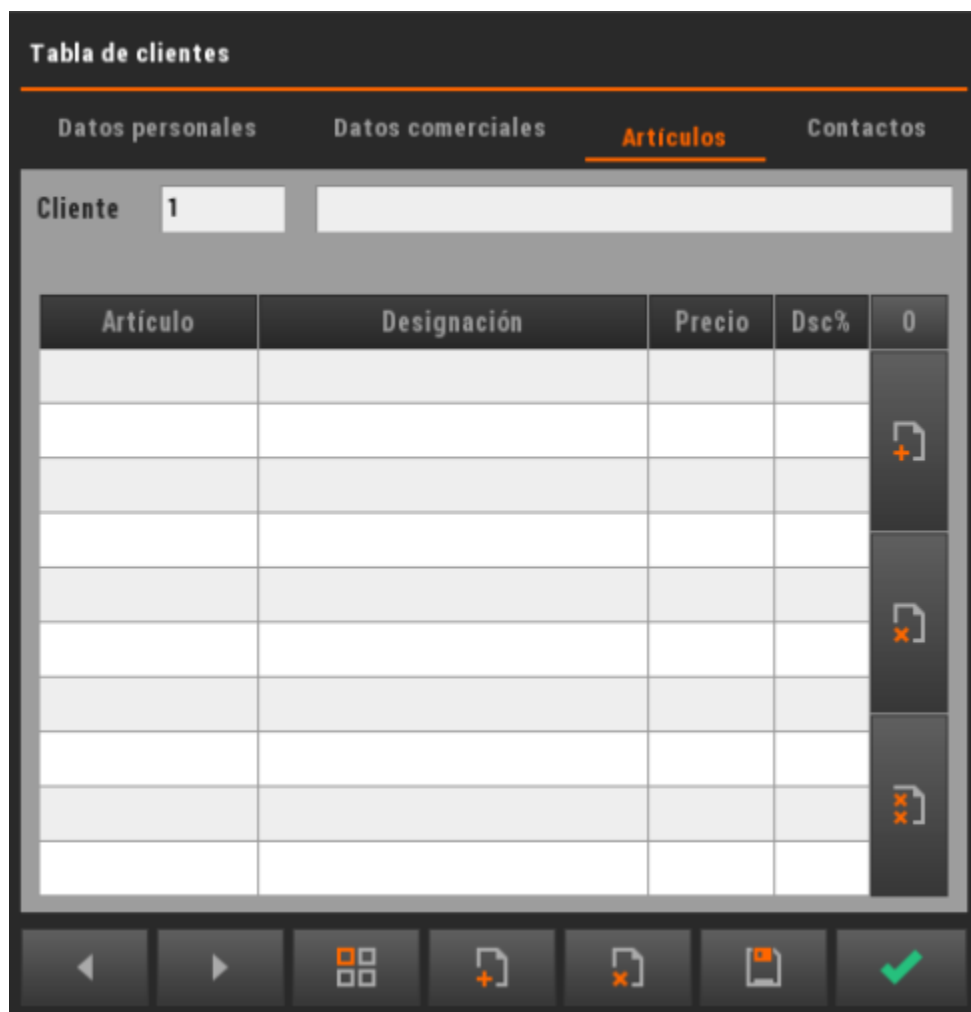 Tabla de clientes
Datos personales Datos comerciales Artículos Contactos
Cliente 1
Artículo Designación Precio Dsc% 0